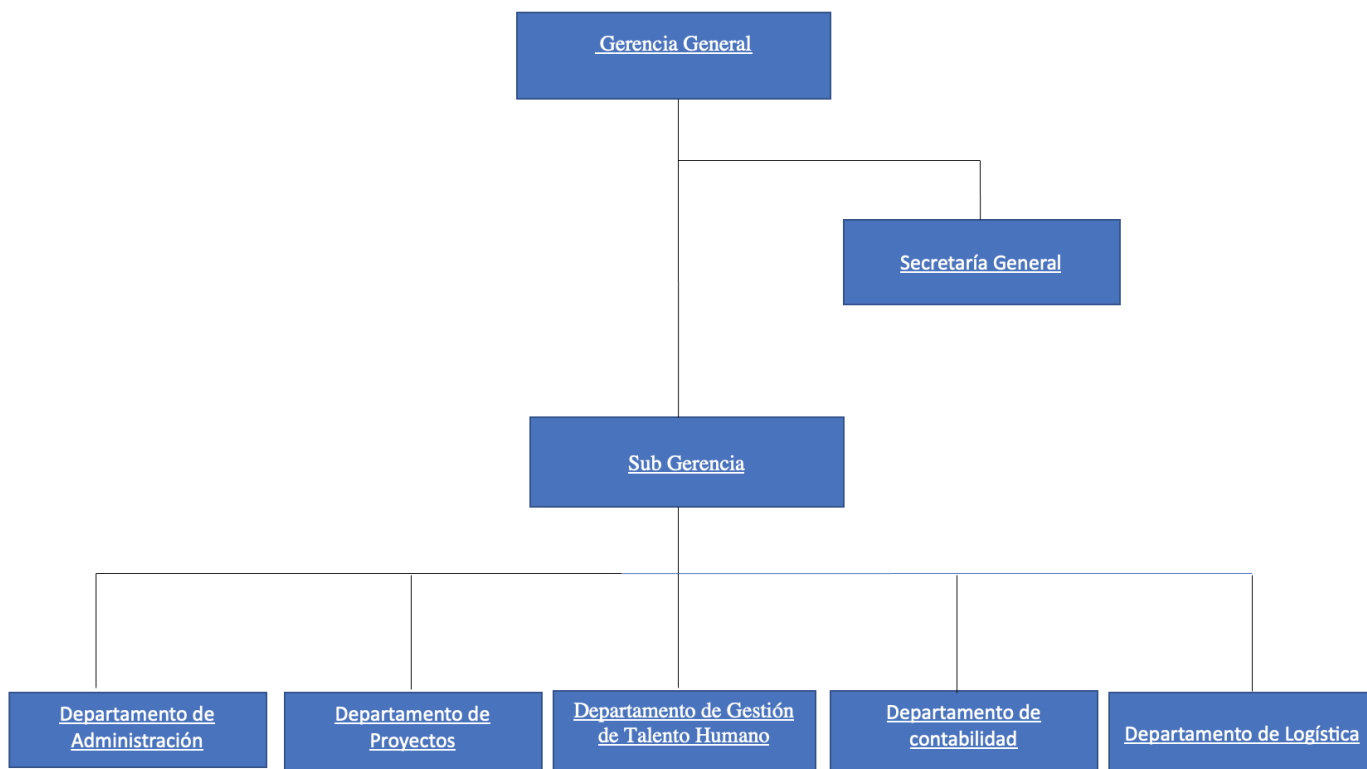 Gerencia General
Secretaría General
Sub Gerencia
Departamento de
Administración
Departamento de
Proyectos
Departamento de Gestión
de Talento Humano
Departamento de
contabilidad
Departamento de Logística